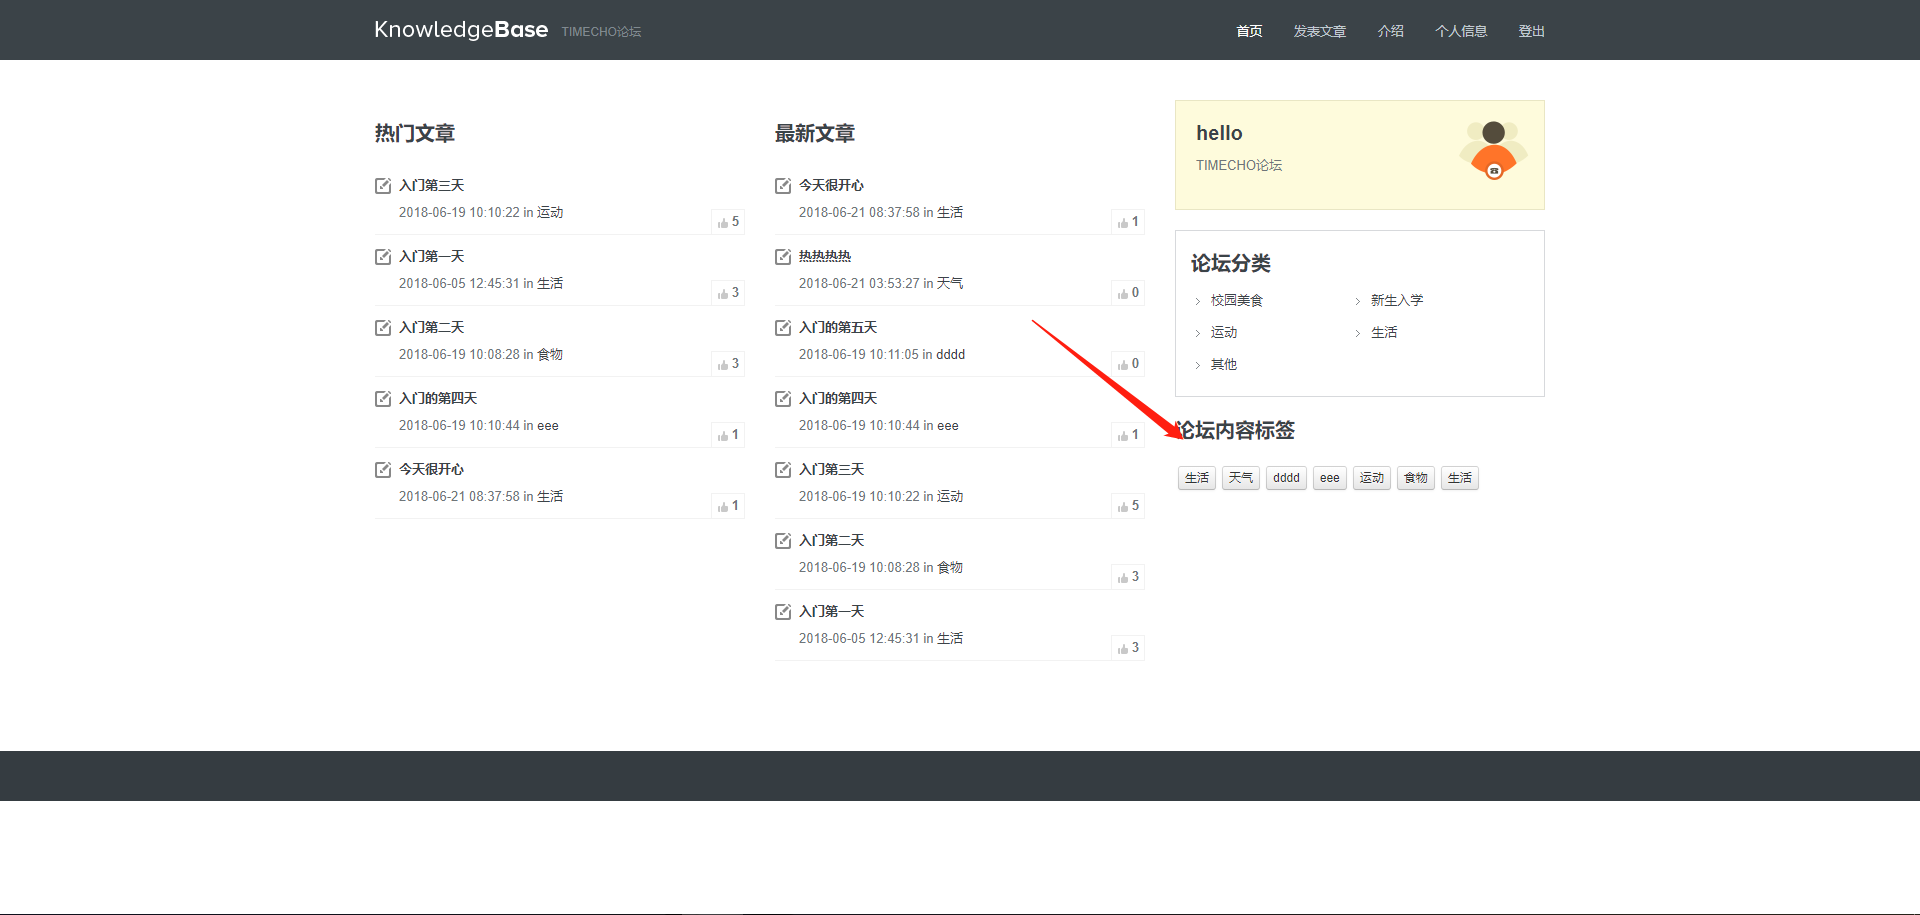 KnowledgeBase TIMECHO论坛
首页 发表文章 介绍 个人信息 登出
热门文章
入门第三天
2018-06-19 10:10:22 in 运动
5
入门第一天
2018-06-05 12:45:31 in 生活
3
入门第二天
2018-06-19 10:08:28 in 食物
3
入门的第四天
2018-06-19 10:10:44 in eee
1
今天很开心
2018-06-21 08:37:58 in 生活
1
最新文章
今天很开心
2018-06-21 08:37:58 in 生活
1
热热热热
2018-06-21 03:53:27 in 天气
0
入门的第五天
2018-06-19 10:11:05 in dddd
0
入门的第四天
2018-06-19 10:10:44 in eee
1
入门第三天
2018-06-19 10:10:22 in 运动
5
入门第二天
2018-06-19 10:08:28 in 食物
3
入门第一天
2018-06-05 12:45:31 in 生活
3
hello
TIMECHO论坛
论坛分类
校园美食 新生入学
运动 生活
其他
论坛内容标签
生活 天气 dddd eee 运动 食物 生活